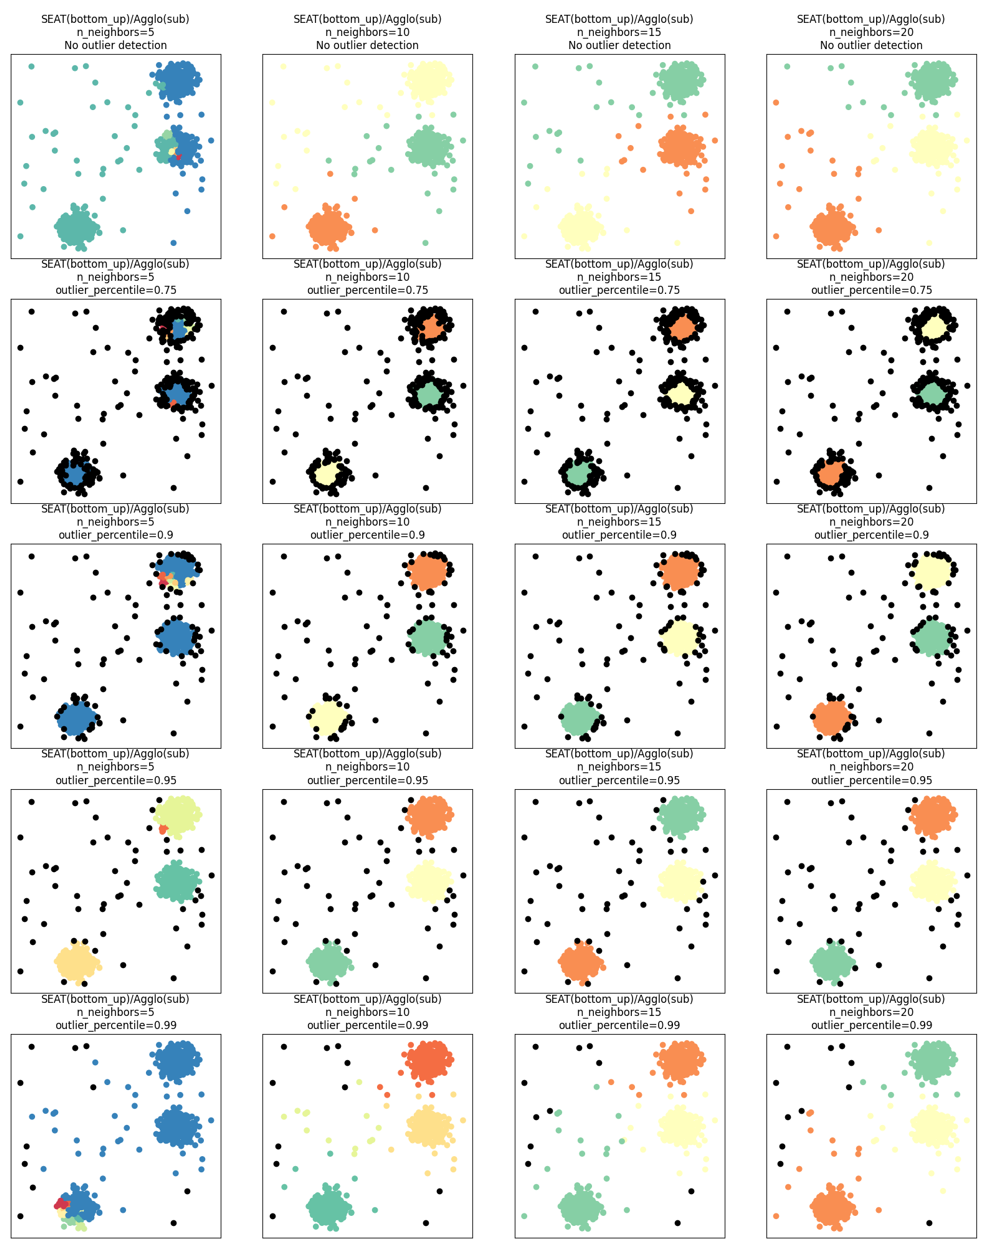 SEAT(bottom_up)/Agglo(sub)
n_neighbors=5
No outlier detection
SEAT(bottom_up)/Agglo(sub)
n_neighbors=10
No outlier detection
SEAT(bottom_up)/Agglo(sub)
n_neighbors=15
No outlier detection
SEAT(bottom_up)/Agglo(sub)
n_neighbors=20
No outlier detection
SEAT(bottom_up)/Agglo(sub)
n_neighbors=5
outlier_percentile=0.75
SEAT(bottom_up)/Agglo(sub)
n_neighbors=10
outlier_percentile=0.75
SEAT(bottom_up)/Agglo(sub)
n_neighbors=15
outlier_percentile=0.75
SEAT(bottom_up)/Agglo(sub)
n_neighbors=20
outlier_percentile=0.75
SEAT(bottom_up)/Agglo(sub)
n_neighbors=5
outlier_percentile=0.9
SEAT(bottom_up)/Agglo(sub)
n_neighbors=10
outlier_percentile=0.9
SEAT(bottom_up)/Agglo(sub)
n_neighbors=15
outlier_percentile=0.9
SEAT(bottom_up)/Agglo(sub)
n_neighbors=20
outlier_percentile=0.9
SEAT(bottom_up)/Agglo(sub)
n_neighbors=5
outlier_percentile=0.95
SEAT(bottom_up)/Agglo(sub)
n_neighbors=10
outlier_percentile=0.95
SEAT(bottom_up)/Agglo(sub)
n_neighbors=15
outlier_percentile=0.95
SEAT(bottom_up)/Agglo(sub)
n_neighbors=20
outlier_percentile=0.95
SEAT(bottom_up)/Agglo(sub)
n_neighbors=5
outlier_percentile=0.99
SEAT(bottom_up)/Agglo(sub)
n_neighbors=10
outlier_percentile=0.99
SEAT(bottom_up)/Agglo(sub)
n_neighbors=15
outlier_percentile=0.99
SEAT(bottom_up)/Agglo(sub)
n_neighbors=20
outlier_percentile=0.99